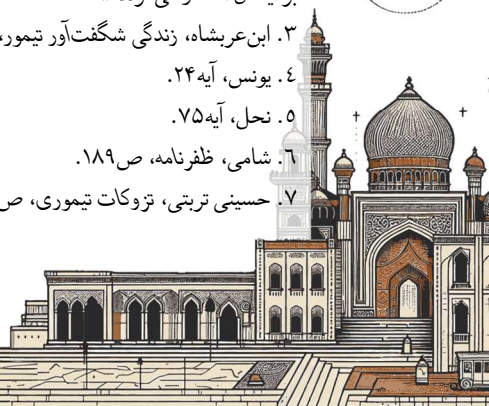 ۳. ابن‌عربشاه، زندگی شگفت‌آور تیمور،
٤. یونس، آیه۲۴.
٥. نحل، آیه۷۵.
٦. شامی، ظفرنامه، ص۱۸۹.
۷. حسینی تربتی، تزوکات تیموری، ص